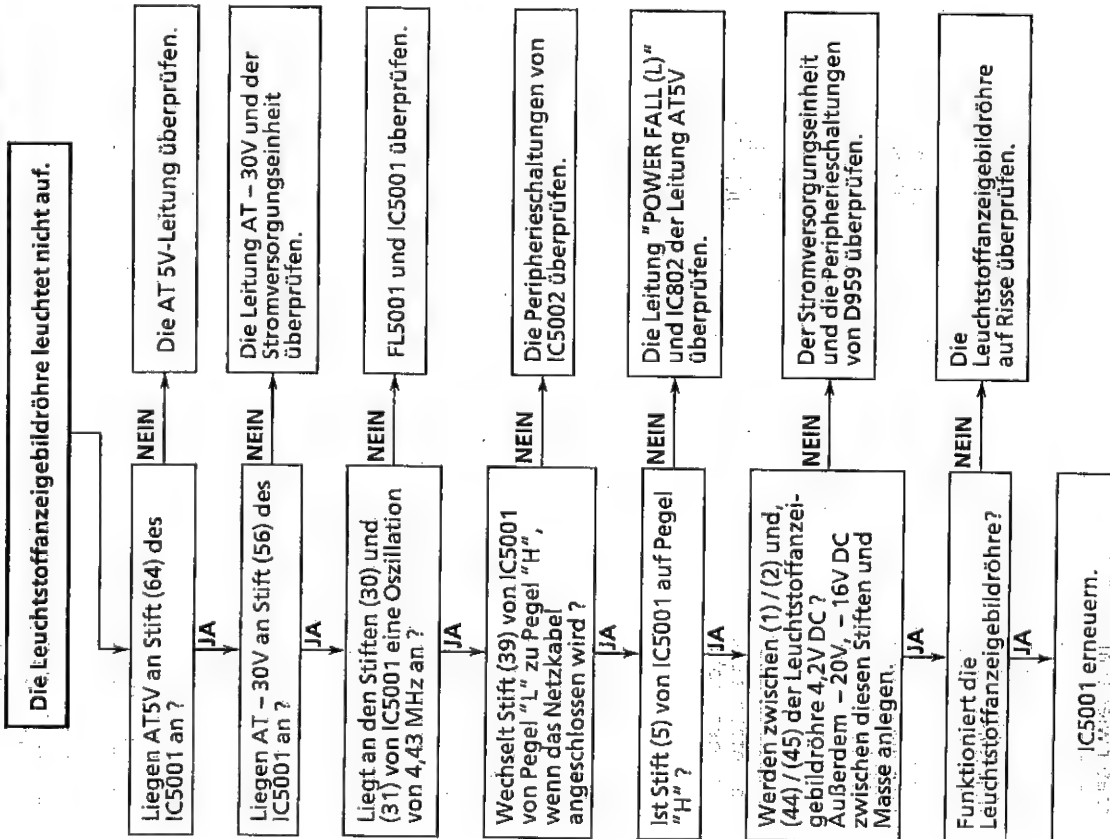 Die Leuchtstoffanzeigebildröhre leuchtet nicht auf.
Liegen AT5V an Stift (64) des
IC5001 an ?
NEIN
Die AT 5V-Leitung überprüfen.
JA
Liegen AT – 30V an Stift (56) des
IC5001 an ?
NEIN
Die Leitung AT – 30V und der
Stromversorgungseinheit
überprüfen.
JA
Liegt an den Stiften (30) und
(31) von IC5001 eine Oszillation
von 4,43 MHz an ?
NEIN
FL5001 und IC5001 überprüfen.
JA
Wechselt Stift (39) von IC5001
von Pegel "L" zu Pegel "H",
wenn das Netzkabel
angeschlossen wird ?
NEIN
Die Peripherieschaltungen von
IC5002 überprüfen.
JA
Ist Stift (5) von IC5001 auf Pegel
"H" ?
NEIN
Die Leitung "POWER FALL (L)"
und IC802 der Leitung AT5V
überprüfen.
JA
Werden zwischen (1) / (2) und,
(44) / (45) der Leuchtstoffanzei-
gebildröhre 4,2V DC ?
Außerdem – 20V, – 16V DC
zwischen diesen Stiften und
Masse anlegen.
NEIN
Der Stromversorgungseinheit
und die Peripherieschaltungen
von D959 überprüfen.
JA
Funktioniert die
Leuchtstoffanzeigebildröhre?
NEIN
Die
Leuchtstoffanzeigebildröhre
auf Risse überprüfen.
JA
IC5001 erneuern.